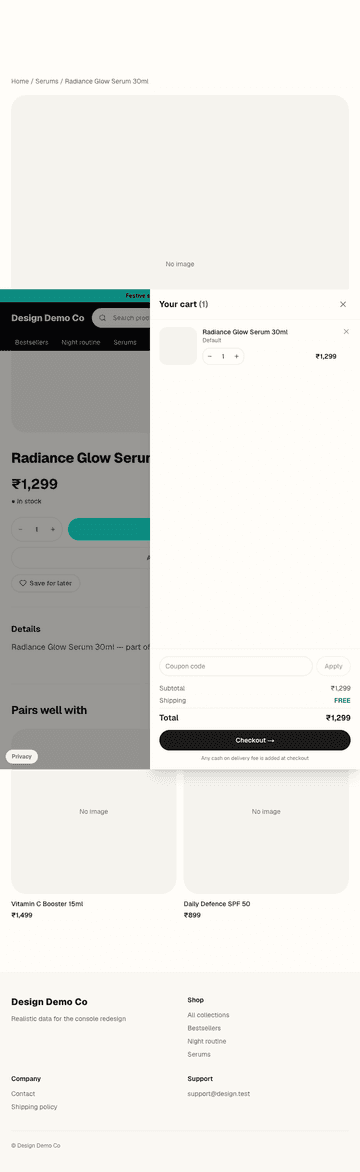 Home / Serums / Radiance Glow Serum 30ml
No image
Festive s
Your cart (1)
Design Demo Co
Search prod
Bestsellers
Night routine
Serums
Radiance Glow Serum 30ml
Default
− 1 +
₹1,299
Radiance Glow Serum
₹1,299
• In stock
− 1 +
A
Save for later
Details
Radiance Glow Serum 30ml — part of
Pairs well with
Coupon code
Apply
Subtotal
₹1,299
Shipping
FREE
Total
₹1,299
Checkout →
Any cash on delivery fee is added at checkout
Privacy
No image
No image
Vitamin C Booster 15ml
₹1,499
Daily Defence SPF 50
₹899
Design Demo Co
Realistic data for the console redesign
Shop
All collections
Bestsellers
Night routine
Serums
Company
Contact
Shipping policy
Support
support@design.test
© Design Demo Co